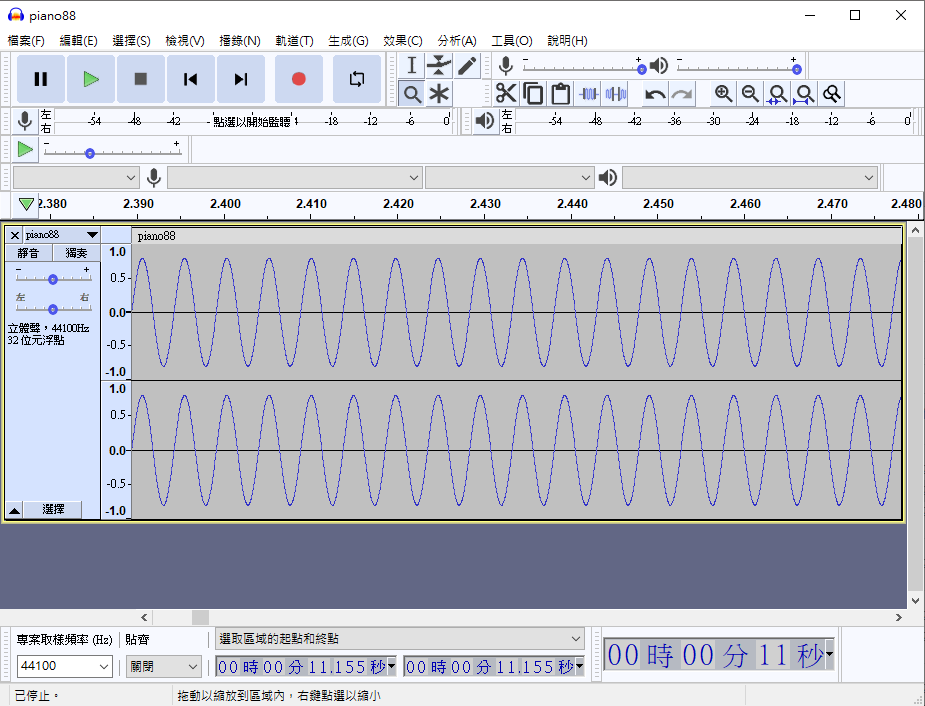 piano88
檔案(F) 編輯(E) 選擇(S) 檢視(V) 播錄(N) 軌道(T) 生成(G) 效果(C) 分析(A) 工具(O) 說明(H)
- + - +
左 右 -54 -48 -42 - 點選以開始監聽 ! -18 -12 -6 0
左 右 -54 -48 -42 -36 -30 -24 -18 -12 -6 0
- +
2.380 2.390 2.400 2.410 2.420 2.430 2.440 2.450 2.460 2.470 2.480
piano88
piano88
靜音 獨奏
- +
左 右
立體聲，44100Hz
32 位元浮點
選擇
1.0
0.5
0.0
-0.5
-1.0
1.0
0.5
0.0
-0.5
-1.0
專案取樣頻率 (Hz) 貼齊 選取區域的起點和終點
44100 關閉 00 時 00 分 11.155 秒 00 時 00 分 11.155 秒
00 時 00 分 11 秒
已停止。 拖動以縮放到區域內，右鍵點選以縮小